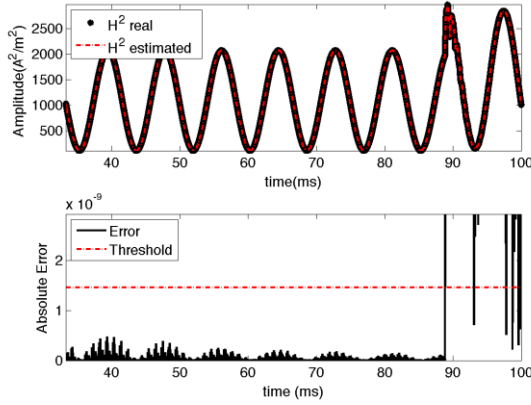 H² real
H² estimated
Amplitude(A²/m²)
2500
2000
1500
1000
500
40 50 60 70 80 90 100
time(ms)
x 10⁻⁹
Error
Threshold
Absolute Error
2
1
0
40 50 60 70 80 90 100
time (ms)